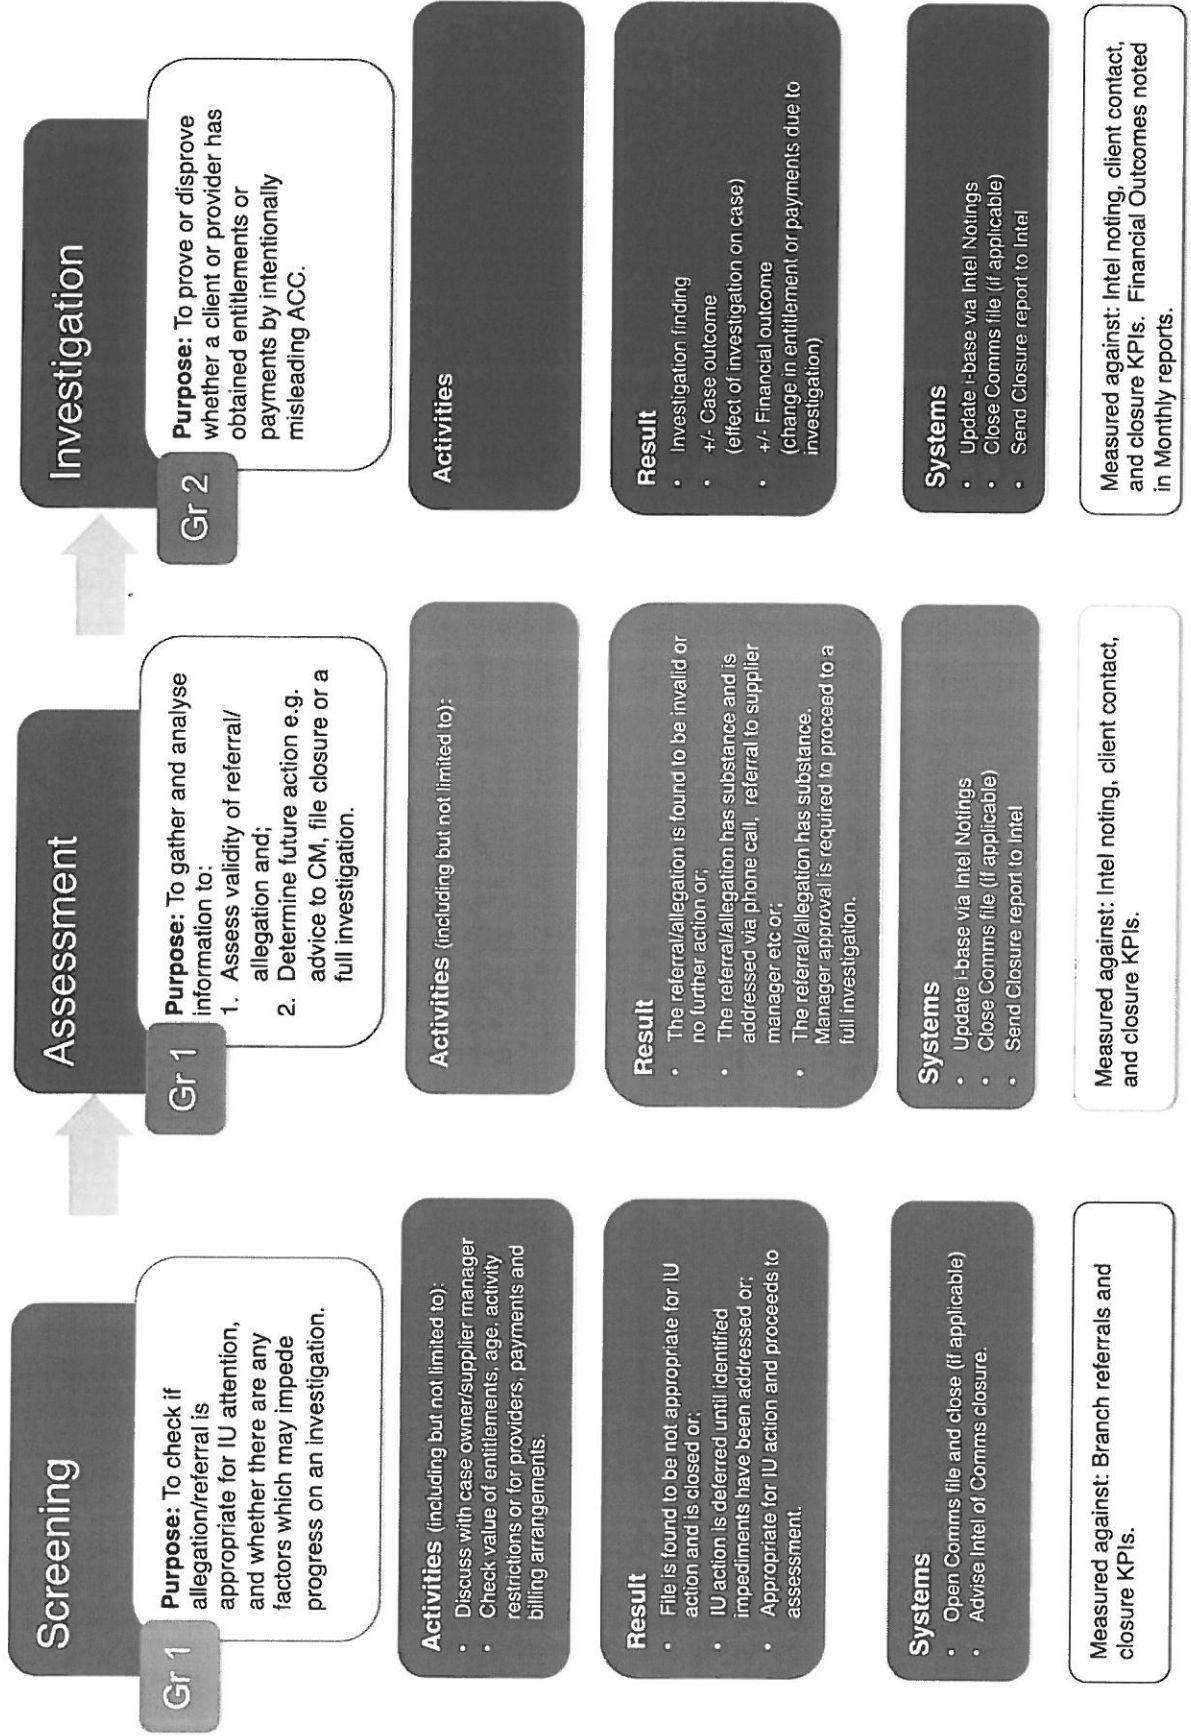 Screening
Gr 1
Purpose: To check if
allegation/referral is
appropriate for IU attention,
and whether there are any
factors which may impede
progress on an investigation.
Activities (including but not limited to):
• Discuss with case owner/supplier manager
• Check value of entitlements, age, activity
restrictions or for providers, payments and
billing arrangements.
Result
• File is found to be not appropriate for IU
action and is closed or;
• IU action is deferred until identified
impediments have been addressed or;
• Appropriate for IU action and proceeds to
assessment.
Systems
• Open Comms file and close (if applicable)
• Advise Intel of Comms closure.
Measured against: Branch referrals and
closure KPIs.
Assessment
Gr 1
Purpose: To gather and analyse
information to:
1. Assess validity of referral/
allegation and;
2. Determine future action e.g.
advice to CM, file closure or a
full investigation.
Activities (including but not limited to):
Result
• The referral/allegation is found to be invalid or
no further action or;
• The referral/allegation has substance and is
addressed via phone call, referral to supplier
manager etc or;
• The referral/allegation has substance.
Manager approval is required to proceed to a
full investigation.
Systems
• Update i-base via Intel Notings
• Close Comms file (if applicable)
• Send Closure report to Intel
Measured against: Intel noting, client contact,
and closure KPIs.
Investigation
Gr 2
Purpose: To prove or disprove
whether a client or provider has
obtained entitlements or
payments by intentionally
misleading ACC.
Activities
Result
• Investigation finding
• +/- Case outcome
(effect of investigation on case)
• +/- Financial outcome
(change in entitlement or payments due to
investigation)
Systems
• Update i-base via Intel Notings
• Close Comms file (if applicable)
• Send Closure report to Intel
Measured against: Intel noting, client contact,
and closure KPIs. Financial Outcomes noted
in Monthly reports.